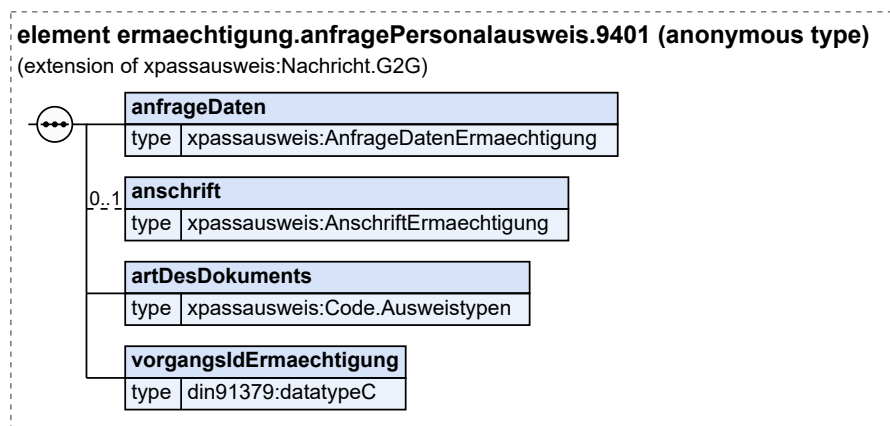 element ermaechtigung.anfragePersonalausweis.9401 (anonymous type)
(extension of xpassausweis:Nachricht.G2G)
anfrageDaten
type xpassausweis:AnfrageDatenErmaechtigung
0..1 anschrift
type xpassausweis:AnschriftErmaechtigung
artDesDokuments
type xpassausweis:Code.Ausweistypen
vorgangsIdErmaechtigung
type din91379:datatypeC